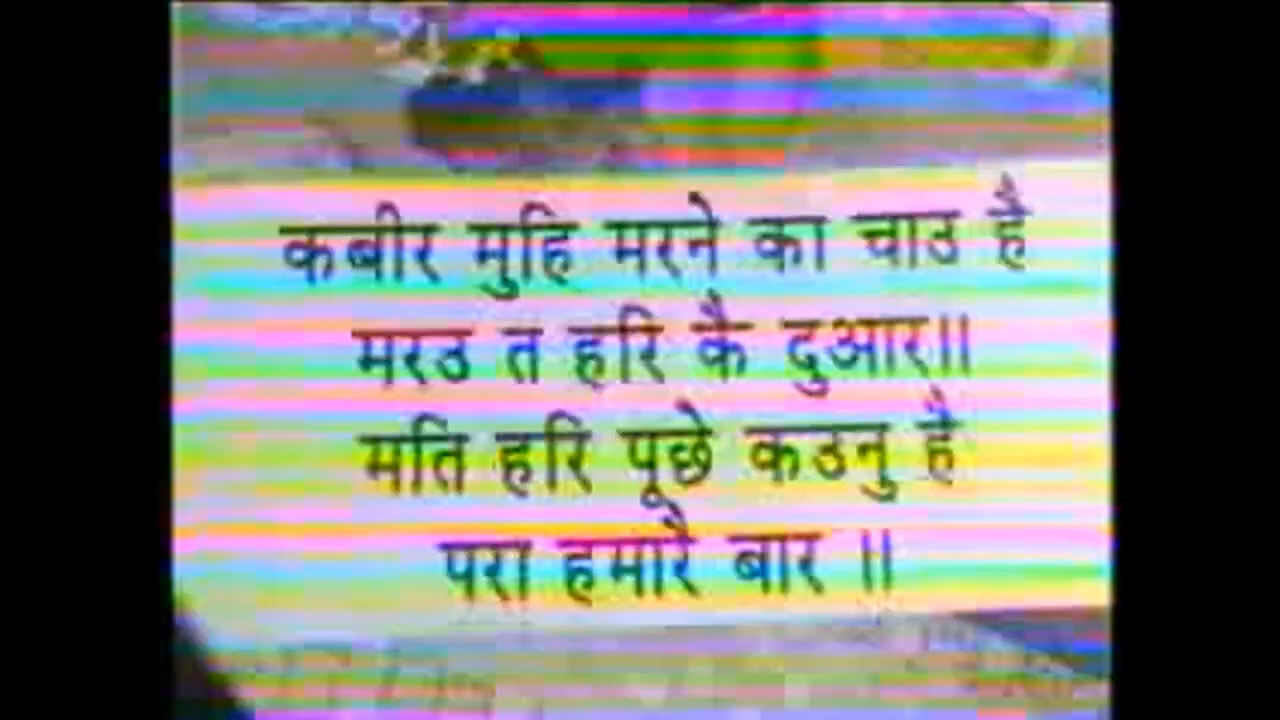 कबीर मुहि मरने का चाउ है
मरउ त हरि कै दुआर॥
मति हरि पूछे कउनु है
परा हमारै बार ॥